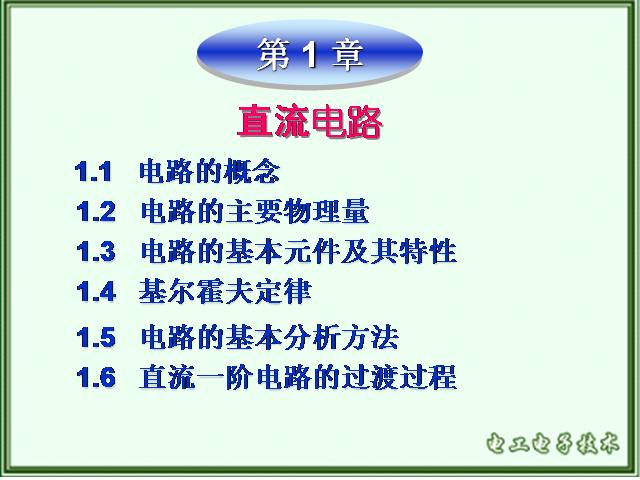 第 1 章
直流电路
1.1 电路的概念
1.2 电路的主要物理量
1.3 电路的基本元件及其特性
1.4 基尔霍夫定律
1.5 电路的基本分析方法
1.6 直流一阶电路的过渡过程
电工电子技术